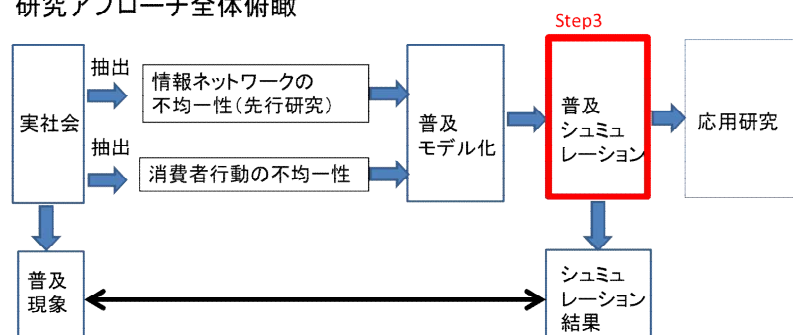 研究アプローチ全体俯瞰
Step3
抽出
情報ネットワークの
不均一性(先行研究)
実社会
普及
モデル化
普及
シュミュ
レーション
応用研究
抽出
消費者行動の不均一性
普及
現象
シュミュ
レーション
結果